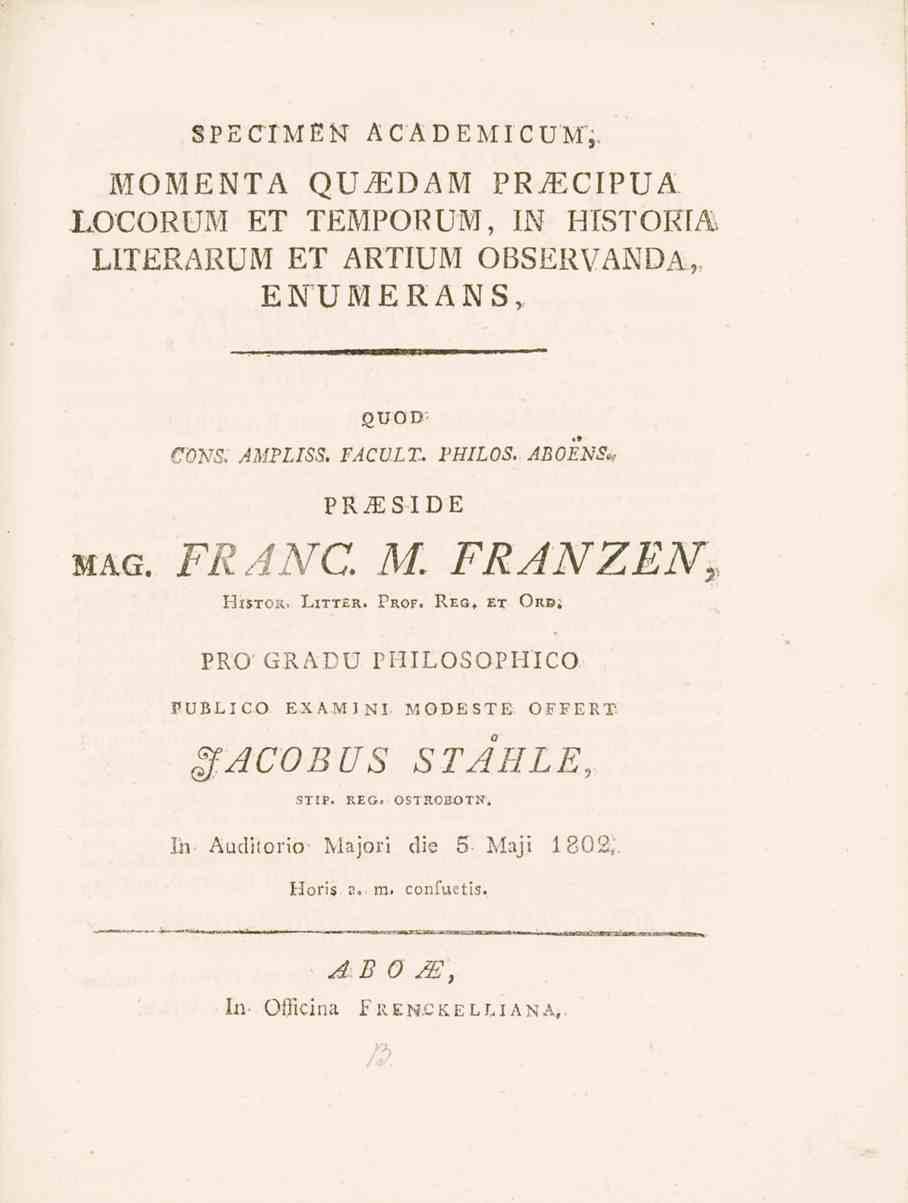 SPECIMEN ACADEMICUM,
MOMENTA QUÆDAM PRÆCIPUA
LOCORUM ET TEMPORUM, IN HISTORIA
LITERARUM ET ARTIUM OBSERVANDA,
ENUMERANS,
QUOD
CONS. AMPLISS. FACULT. PHILOS. ABOËNS.
PRÆSIDE
MAG. FRANC. M. FRANZEN,
HISTOR. LITTER. PROF. REG. ET ORD.
PRO GRADU PHILOSOPHICO
PUBLICO EXAMINI MODESTE OFFERT
JACOBUS STÅHLE,
STIP. REG. OSTROBOTN.
In Auditorio Majori die 5 Maji 1802,
Horis a. m. conſuetis.
ABOÆ,
In Officina FRENCKELLIANA,
B.